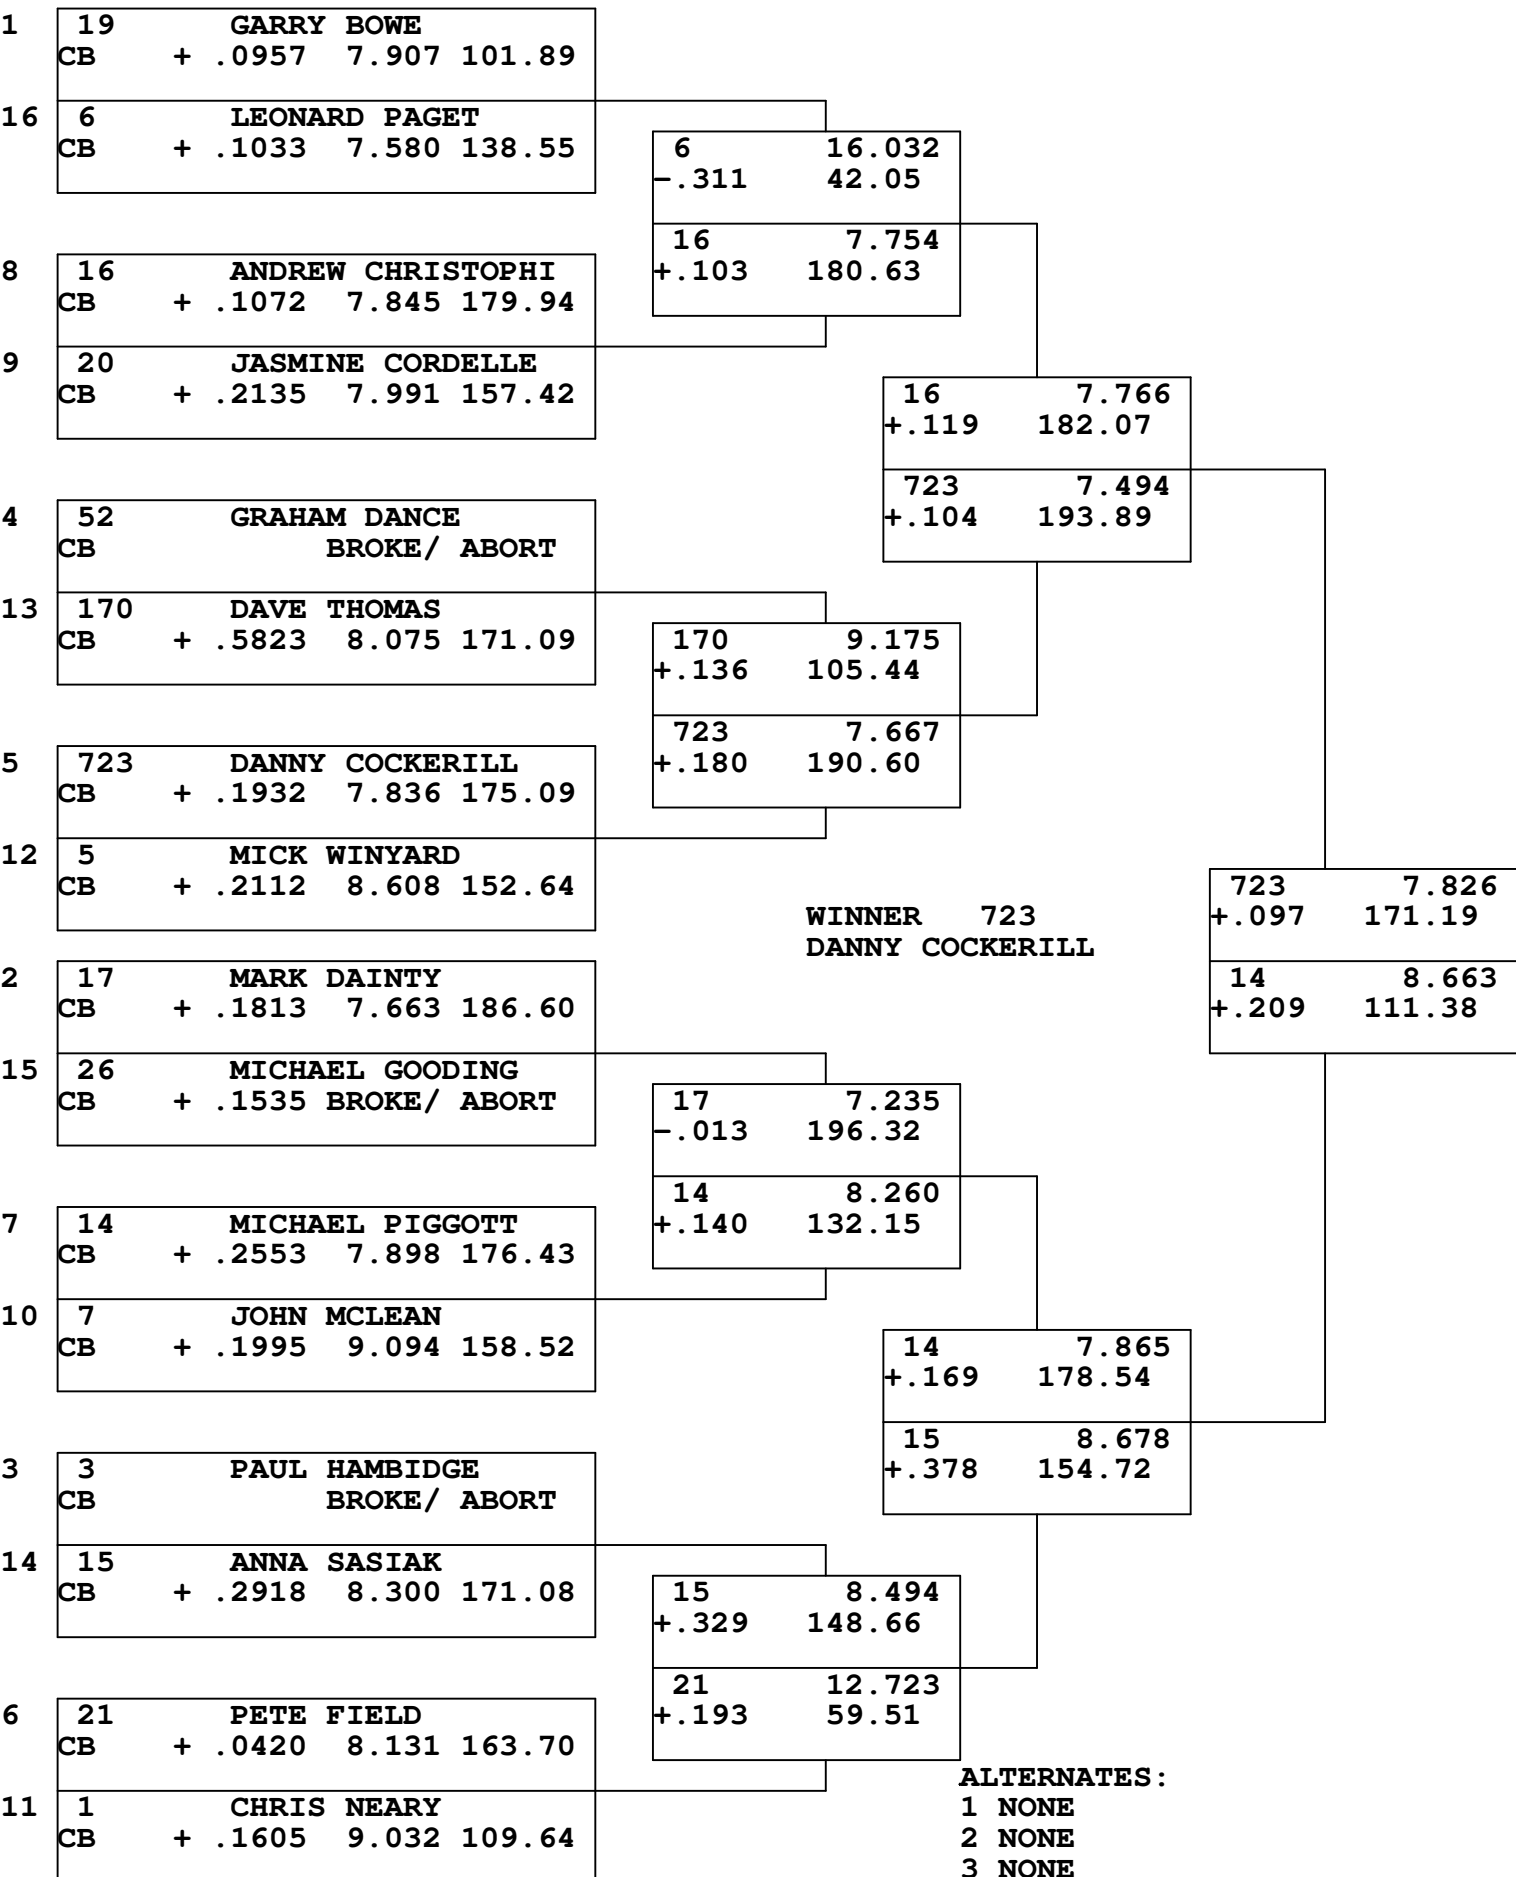 1 19 GARRY BOWE
CB + .0957 7.907 101.89
16 6 LEONARD PAGET
CB + .1033 7.580 138.55
6 16.032
-.311 42.05
16 7.754
+.103 180.63
8 16 ANDREW CHRISTOPHI
CB + .1072 7.845 179.94
9 20 JASMINE CORDELLE
CB + .2135 7.991 157.42
16 7.766
+.119 182.07
723 7.494
+.104 193.89
4 52 GRAHAM DANCE
CB BROKE/ ABORT
13 170 DAVE THOMAS
CB + .5823 8.075 171.09
170 9.175
+.136 105.44
723 7.667
+.180 190.60
5 723 DANNY COCKERILL
CB + .1932 7.836 175.09
12 5 MICK WINYARD
CB + .2112 8.608 152.64
WINNER 723
DANNY COCKERILL
723 7.826
+.097 171.19
14 8.663
+.209 111.38
2 17 MARK DAINTY
CB + .1813 7.663 186.60
15 26 MICHAEL GOODING
CB + .1535 BROKE/ ABORT
17 7.235
-.013 196.32
14 8.260
+.140 132.15
7 14 MICHAEL PIGGOTT
CB + .2553 7.898 176.43
10 7 JOHN MCLEAN
CB + .1995 9.094 158.52
14 7.865
+.169 178.54
15 8.678
+.378 154.72
3 3 PAUL HAMBIDGE
CB BROKE/ ABORT
14 15 ANNA SASIAK
CB + .2918 8.300 171.08
15 8.494
+.329 148.66
21 12.723
+.193 59.51
6 21 PETE FIELD
CB + .0420 8.131 163.70
11 1 CHRIS NEARY
CB + .1605 9.032 109.64
ALTERNATES:
1 NONE
2 NONE
3 NONE